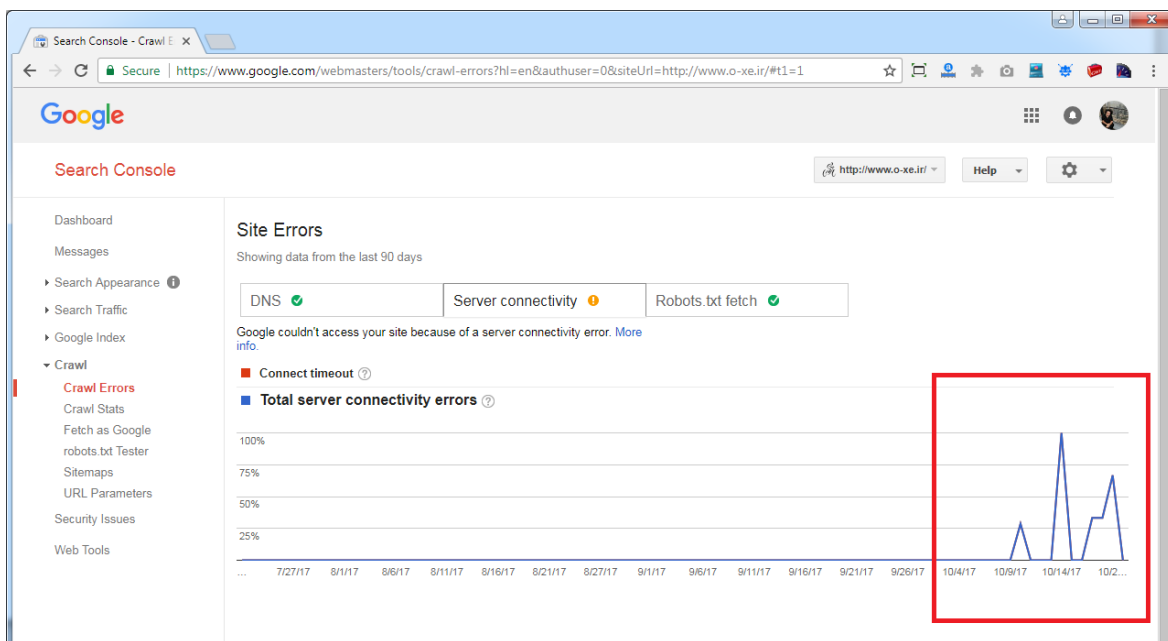 Search Console - Crawl E
Secure | https://www.google.com/webmasters/tools/crawl-errors?hl=en&authuser=0&siteUrl=http://www.o-xe.ir/#t1=1
Google
Search Console
http://www.o-xe.ir/
Help
Dashboard
Messages
Search Appearance
Search Traffic
Google Index
Crawl
Crawl Errors
Crawl Stats
Fetch as Google
robots.txt Tester
Sitemaps
URL Parameters
Security Issues
Web Tools
Site Errors
Showing data from the last 90 days
DNS
Server connectivity
Robots.txt fetch
Google couldn't access your site because of a server connectivity error. More
info.
Connect timeout
Total server connectivity errors
100%
75%
50%
25%
... 7/27/17 8/1/17 8/6/17 8/11/17 8/16/17 8/21/17 8/27/17 9/1/17 9/6/17 9/11/17 9/16/17 9/21/17 9/26/17 10/4/17 10/9/17 10/14/17 10/2...